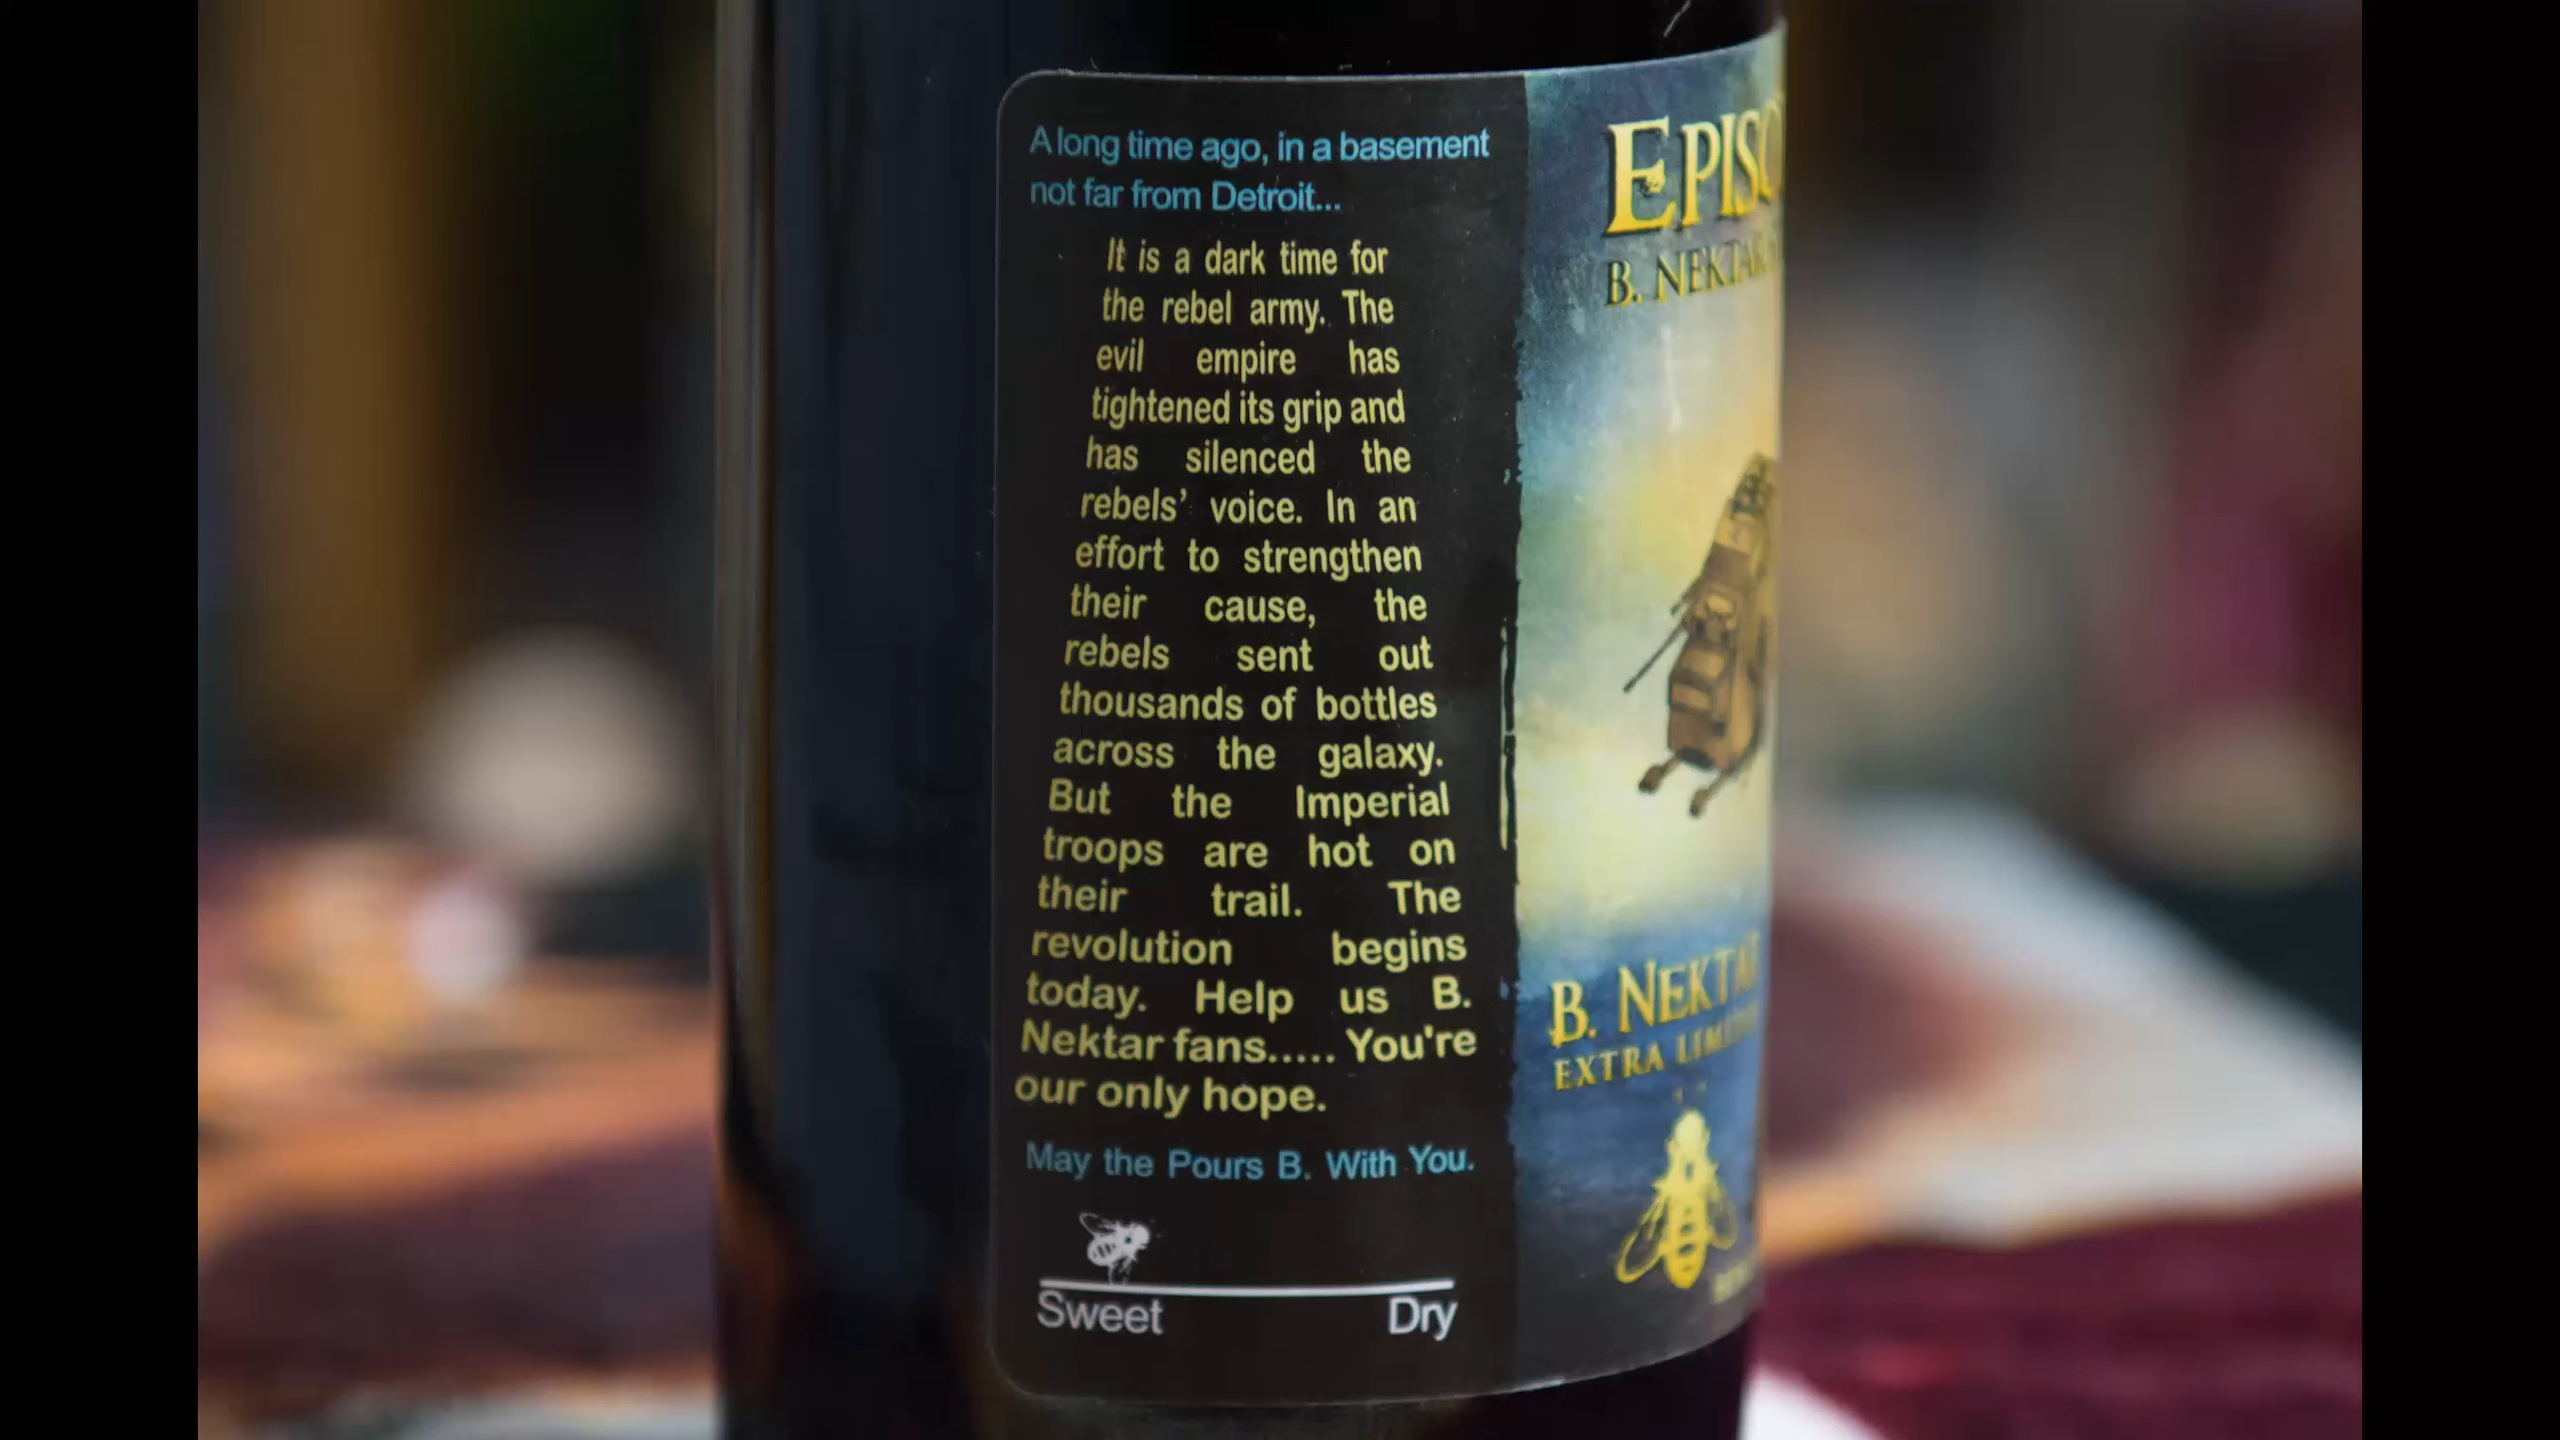 A long time ago, in a basement
not far from Detroit...
It is a dark time for
the rebel army. The
evil empire has
tightened its grip and
has silenced the
rebels’ voice. In an
effort to strengthen
their cause, the
rebels sent out
thousands of bottles
across the galaxy.
But the Imperial
troops are hot on
their trail. The
revolution begins
today. Help us B.
Nektar fans..... You're
our only hope.
May the Pours B. With You.
Sweet Dry
B. NEKTAR
B. NEKTAR
EXTRA